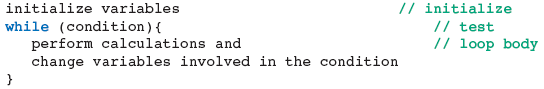 initialize variables // initialize
while (condition){ // test
perform calculations and // loop body
change variables involved in the condition
}